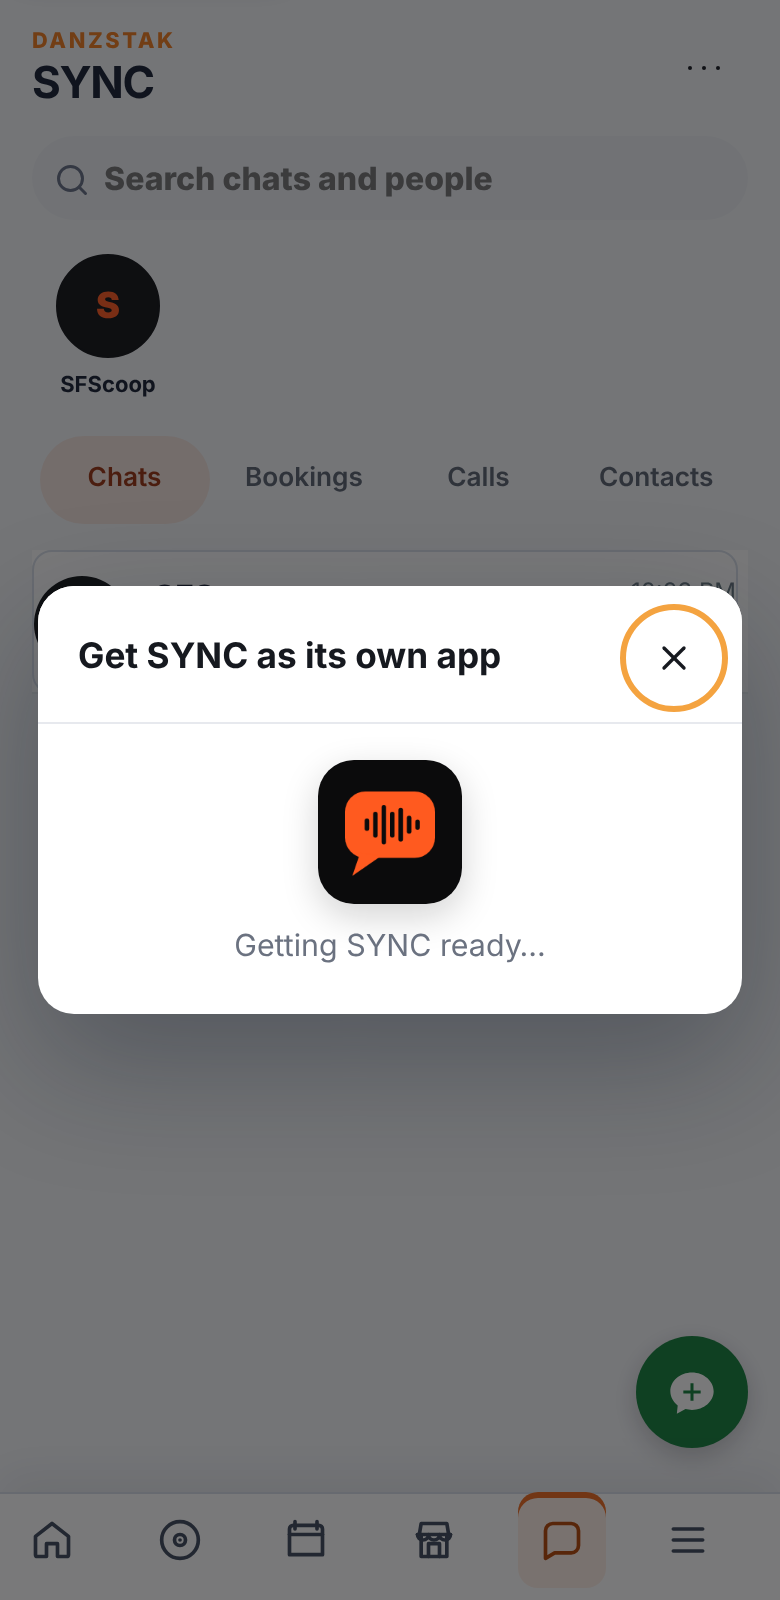 DANZSTAK
SYNC
Search chats and people
S
SFScoop
Chats Bookings Calls Contacts
Get SYNC as its own app
Getting SYNC ready...